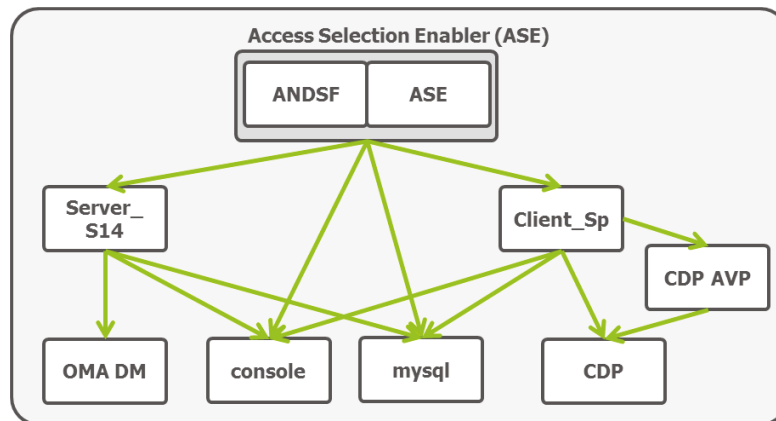 Access Selection Enabler (ASE)
ANDSF
ASE
Server_
S14
Client_Sp
CDP AVP
OMA DM
console
mysql
CDP